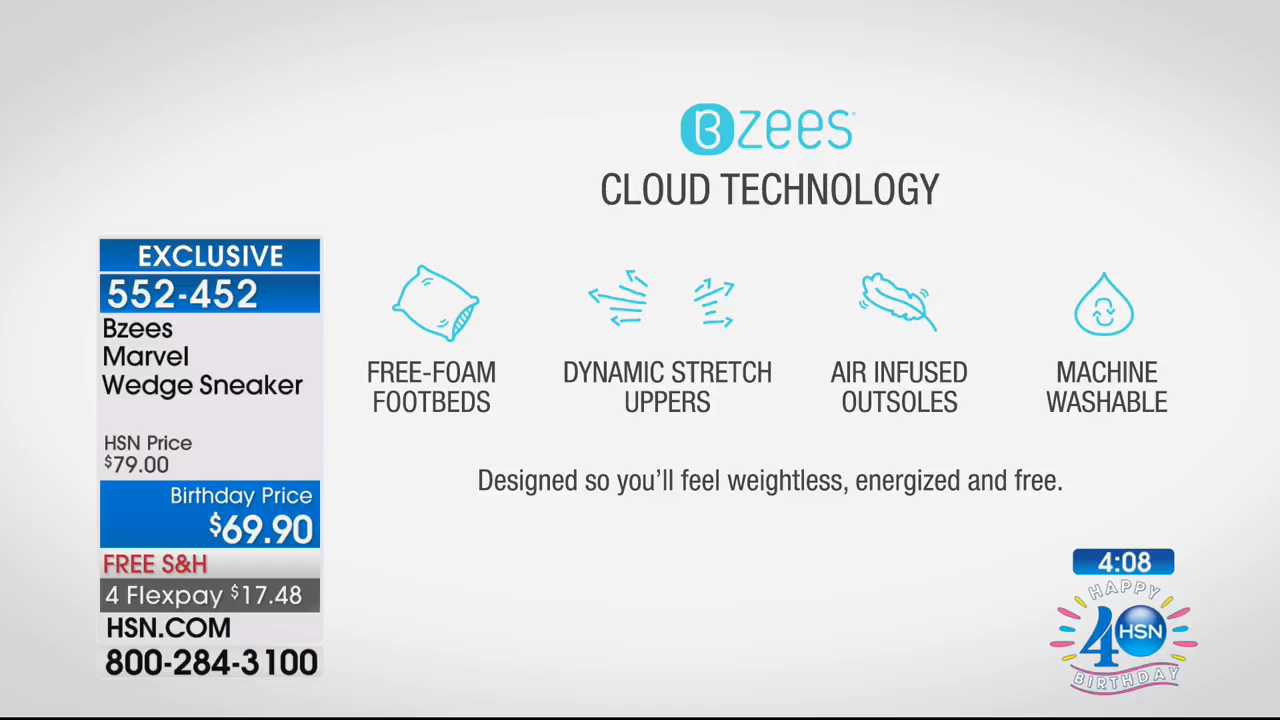 Bzees
CLOUD TECHNOLOGY
EXCLUSIVE
552-452
Bzees
Marvel
Wedge Sneaker
HSN Price
$79.00
Birthday Price
$69.90
FREE S&H
4 Flexpay $17.48
HSN.COM
800-284-3100
FREE-FOAM
FOOTBEDS
DYNAMIC STRETCH
UPPERS
AIR INFUSED
OUTSOLES
MACHINE
WASHABLE
Designed so you'll feel weightless, energized and free.
4:08
HAPPY
40 HSN
BIRTHDAY